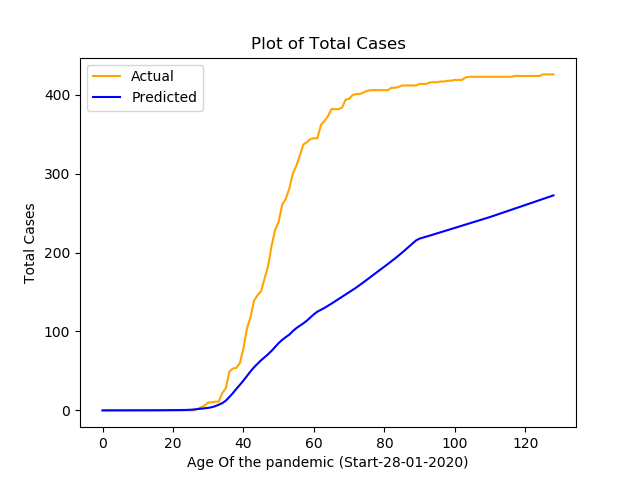 Plot of Total Cases
Actual
Predicted
Total Cases
400
300
200
100
0
0 20 40 60 80 100 120
Age Of the pandemic (Start-28-01-2020)